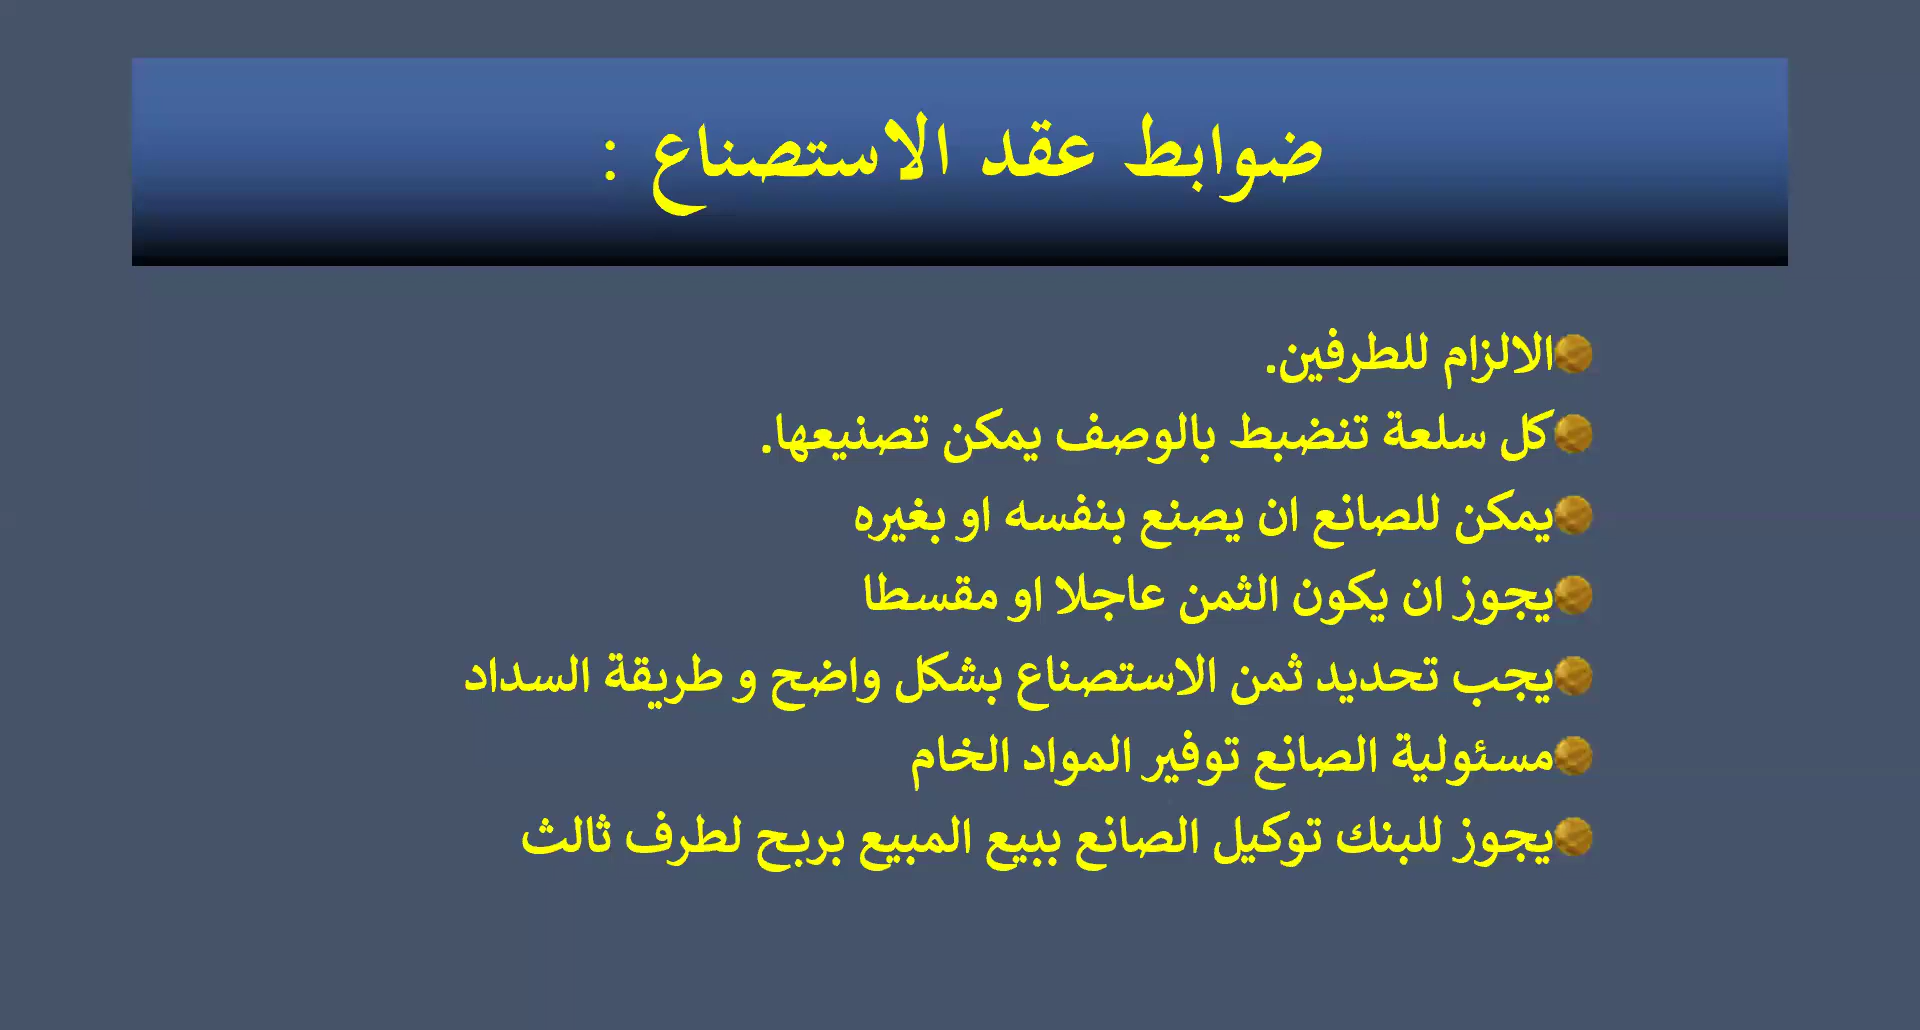 ضوابط عقد الاستصناع :
الالزام للطرفين.
كل سلعة تنضبط بالوصف يمكن تصنيعها.
يمكن للصانع ان يصنع بنفسه او بغيره
يجوز ان يكون الثمن عاجلا او مقسطا
يجب تحديد ثمن الاستصناع بشكل واضح و طريقة السداد
مسئولية الصانع توفير المواد الخام
يجوز للبنك توكيل الصانع ببيع المبيع بربح لطرف ثالث